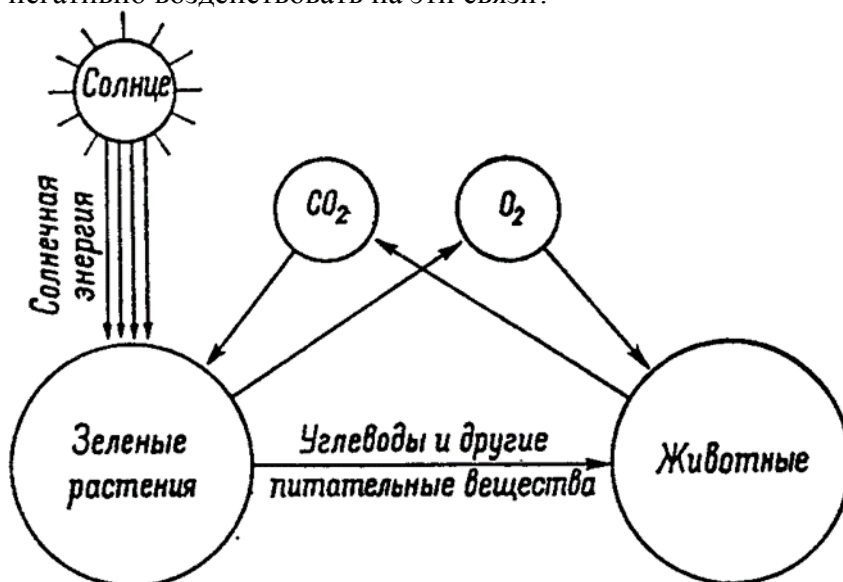 негативно воздействовать на эти связи?
Солнце
Солнечная
энергия
CO₂
O₂
Зеленые
растения
Углеводы и другие
питательные вещества
Животные